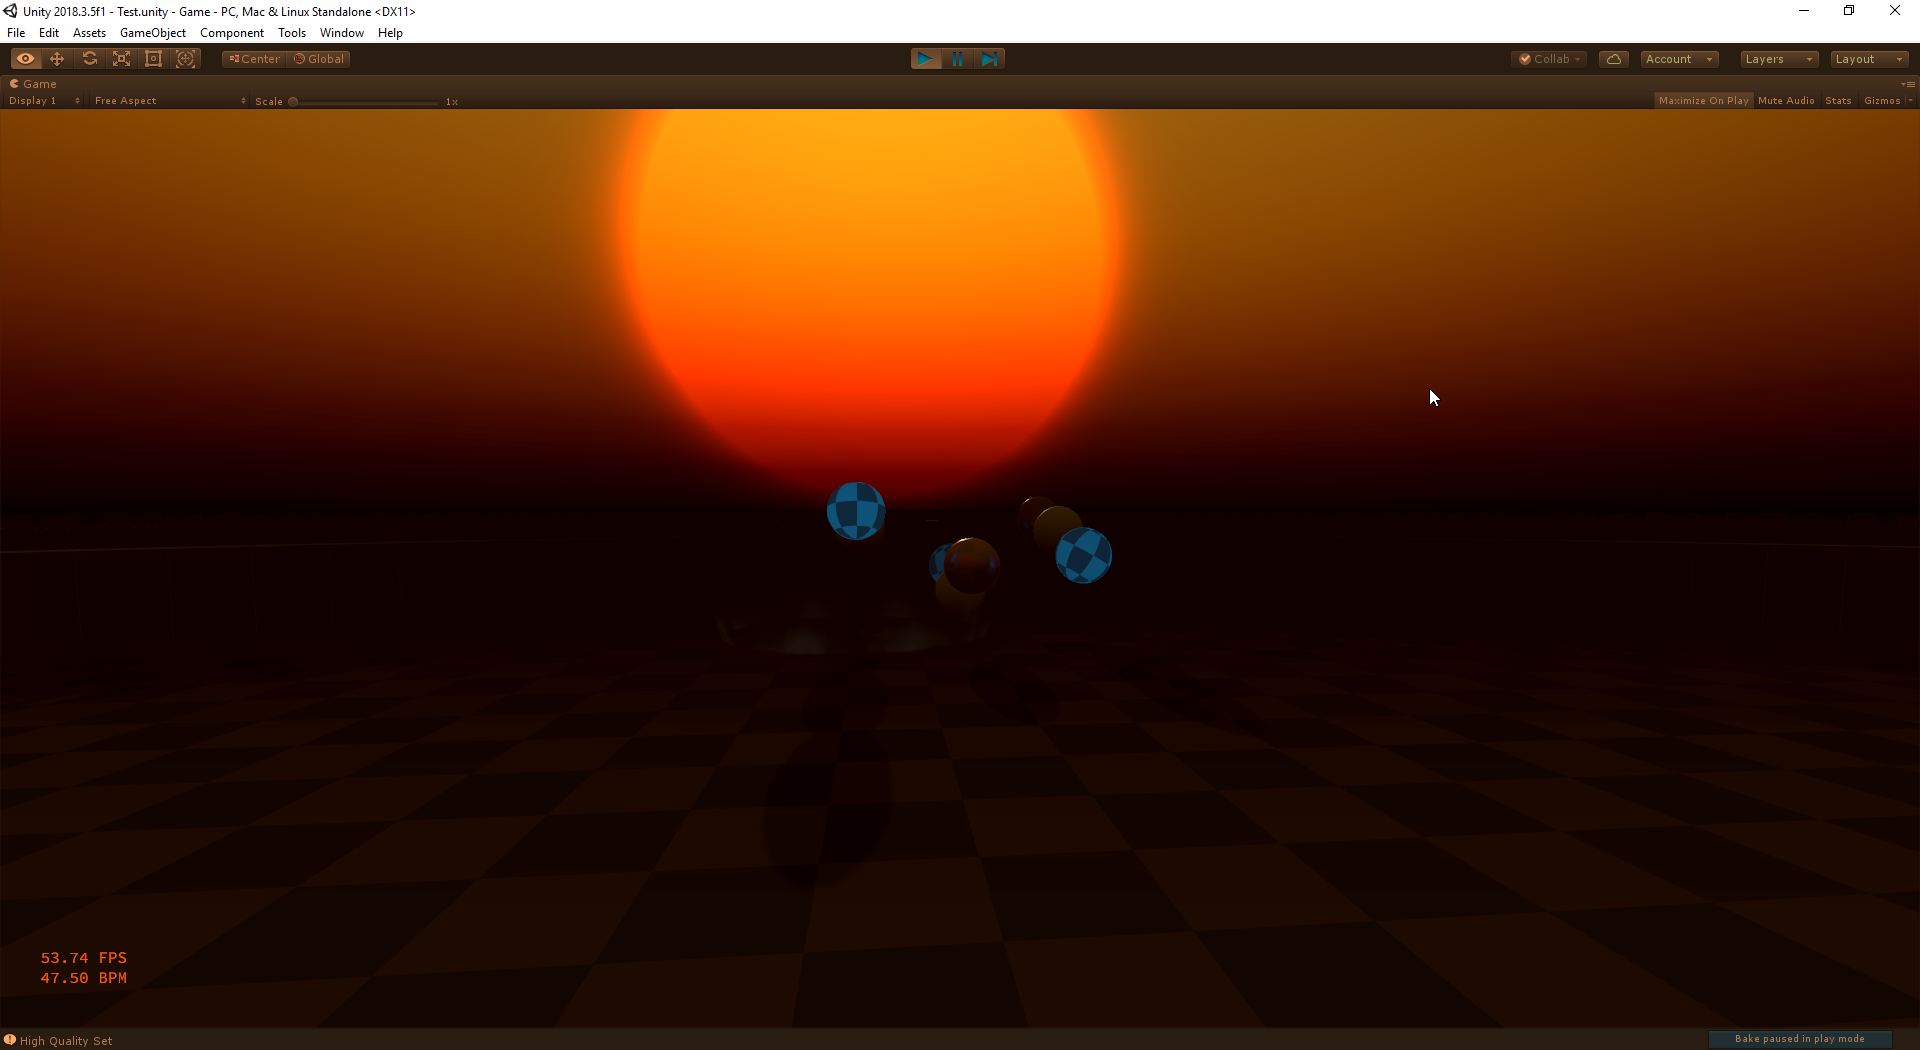 Unity 2018.3.5f1 - Test.unity - Game - PC, Mac & Linux Standalone <DX11>
File Edit Assets GameObject Component Tools Window Help
Center Global Collab Account Layers Layout
Game
Display 1 Free Aspect Scale 1x Maximize On Play Mute Audio Stats Gizmos
53.74 FPS
47.50 BPM
High Quality Set Bake paused in play mode